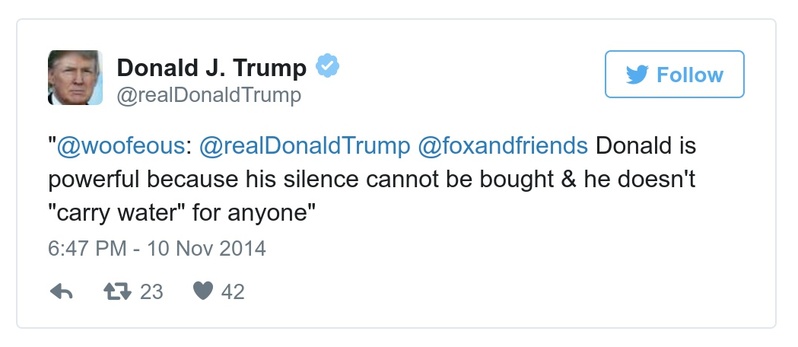 Donald J. Trump
@realDonaldTrump
Follow
"@woofeous: @realDonaldTrump @foxandfriends Donald is
powerful because his silence cannot be bought & he doesn't
"carry water" for anyone"
6:47 PM - 10 Nov 2014
23 42